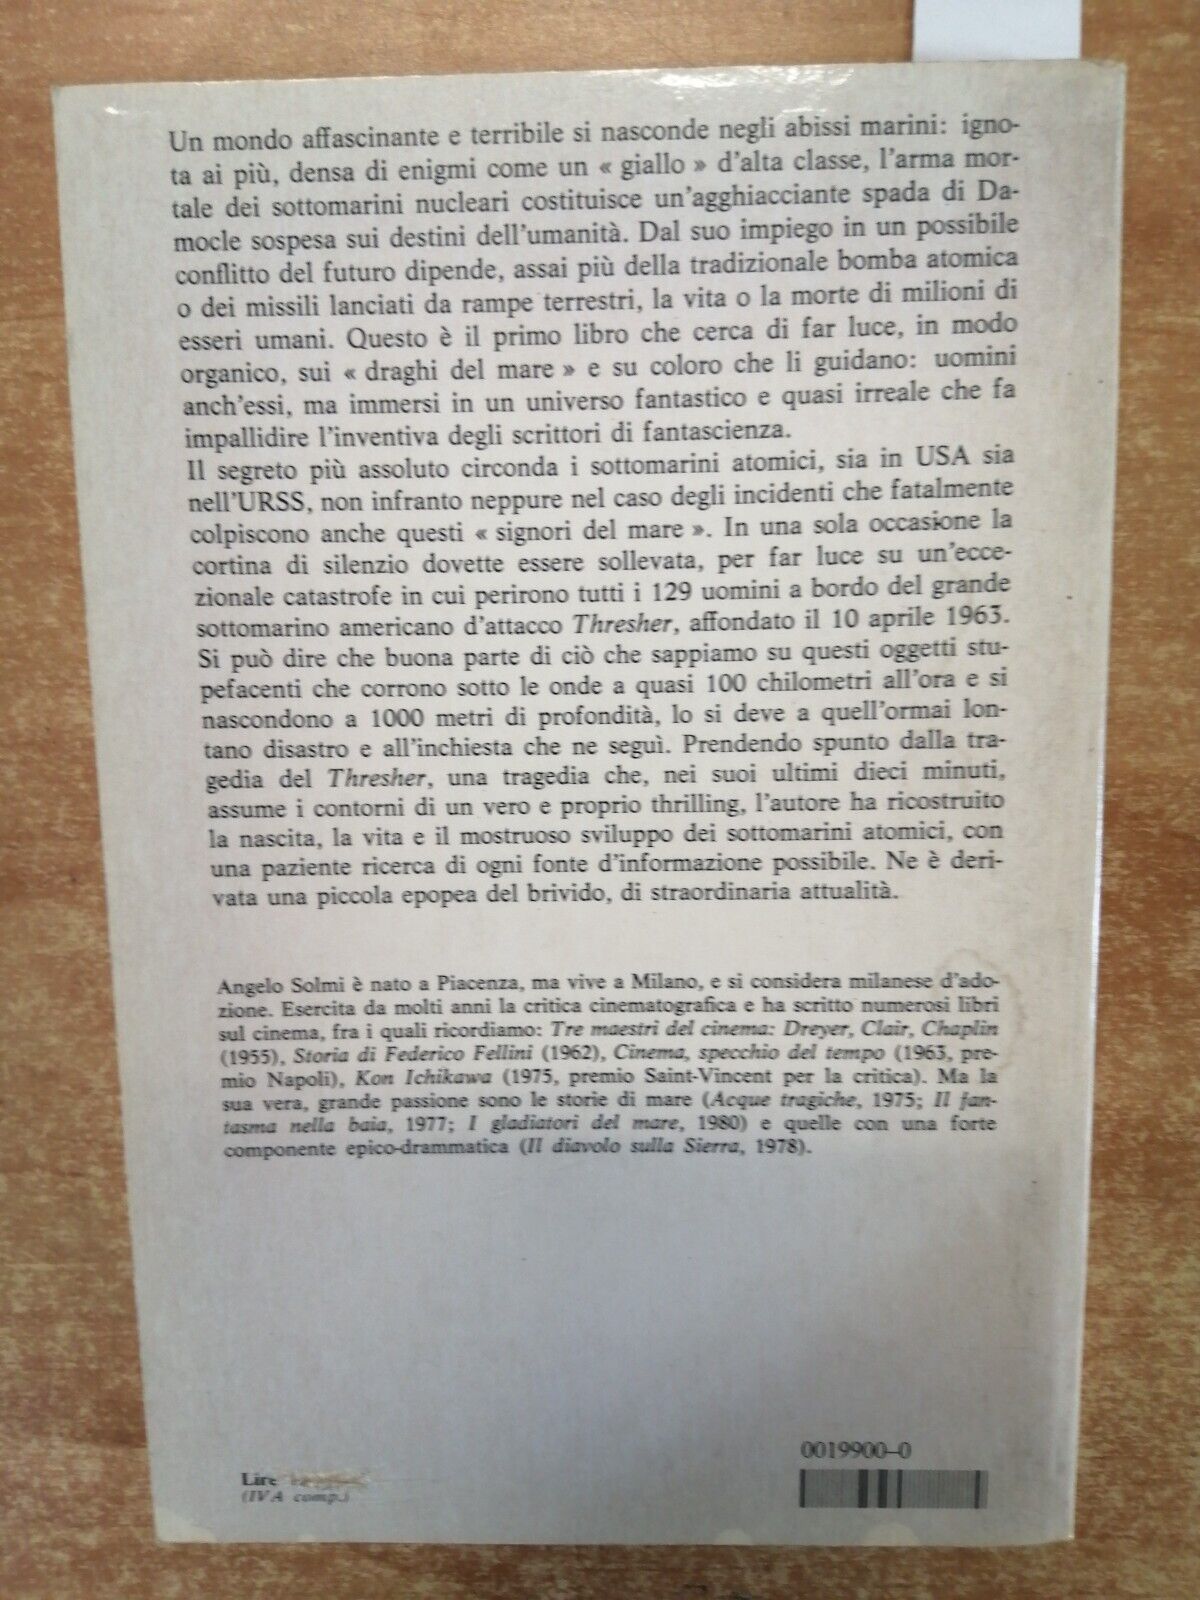 Un mondo affascinante e terribile si nasconde negli abissi marini: igno-
ta ai più, densa di enigmi come un « giallo » d'alta classe, l'arma mor-
tale dei sottomarini nucleari costituisce un'agghiacciante spada di Da-
mocle sospesa sui destini dell'umanità. Dal suo impiego in un possibile
conflitto del futuro dipende, assai più della tradizionale bomba atomica
o dei missili lanciati da rampe terrestri, la vita o la morte di milioni di
esseri umani. Questo è il primo libro che cerca di far luce, in modo
organico, sui « draghi del mare » e su coloro che li guidano: uomini
anch'essi, ma immersi in un universo fantastico e quasi irreale che fa
impallidire l'inventiva degli scrittori di fantascienza.
Il segreto più assoluto circonda i sottomarini atomici, sia in USA sia
nell'URSS, non infranto neppure nel caso degli incidenti che fatalmente
colpiscono anche questi « signori del mare ». In una sola occasione la
cortina di silenzio dovette essere sollevata, per far luce su un'ecce-
zionale catastrofe in cui perirono tutti i 129 uomini a bordo del grande
sottomarino americano d'attacco Thresher, affondato il 10 aprile 1963.
Si può dire che buona parte di ciò che sappiamo su questi oggetti stu-
pefacenti che corrono sotto le onde a quasi 100 chilometri all'ora e si
nascondono a 1000 metri di profondità, lo si deve a quell'ormai lon-
tano disastro e all'inchiesta che ne seguì. Prendendo spunto dalla tra-
gedia del Thresher, una tragedia che, nei suoi ultimi dieci minuti,
assume i contorni di un vero e proprio thrilling, l'autore ha ricostruito
la nascita, la vita e il mostruoso sviluppo dei sottomarini atomici, con
una paziente ricerca di ogni fonte d'informazione possibile. Ne è deri-
vata una piccola epopea del brivido, di straordinaria attualità.
Angelo Solmi è nato a Piacenza, ma vive a Milano, e si considera milanese d'ado-
zione. Esercita da molti anni la critica cinematografica e ha scritto numerosi libri
sul cinema, fra i quali ricordiamo: Tre maestri del cinema: Dreyer, Clair, Chaplin
(1955), Storia di Federico Fellini (1962), Cinema, specchio del tempo (1963, pre-
mio Napoli), Kon Ichikawa (1975, premio Saint-Vincent per la critica). Ma la
sua vera, grande passione sono le storie di mare (Acque tragiche, 1975; Il fan-
tasma nella baia, 1977; I gladiatori del mare, 1980) e quelle con una forte
componente epico-drammatica (Il diavolo sulla Sierra, 1978).
0019900-0
Lire
(IVA comp.)